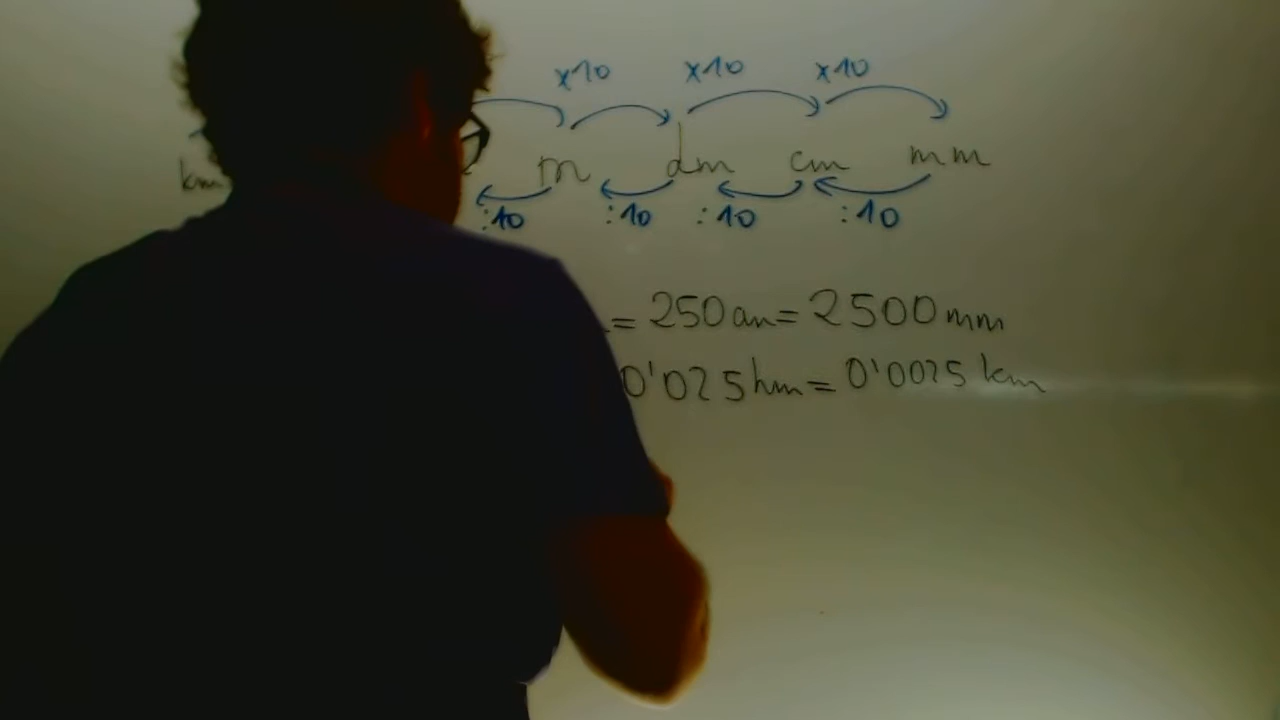 x10 x10 x10
km m dm cm mm
:10 :10 :10 :10
= 250 cm = 2500 mm
0'025 hm = 0'0025 km